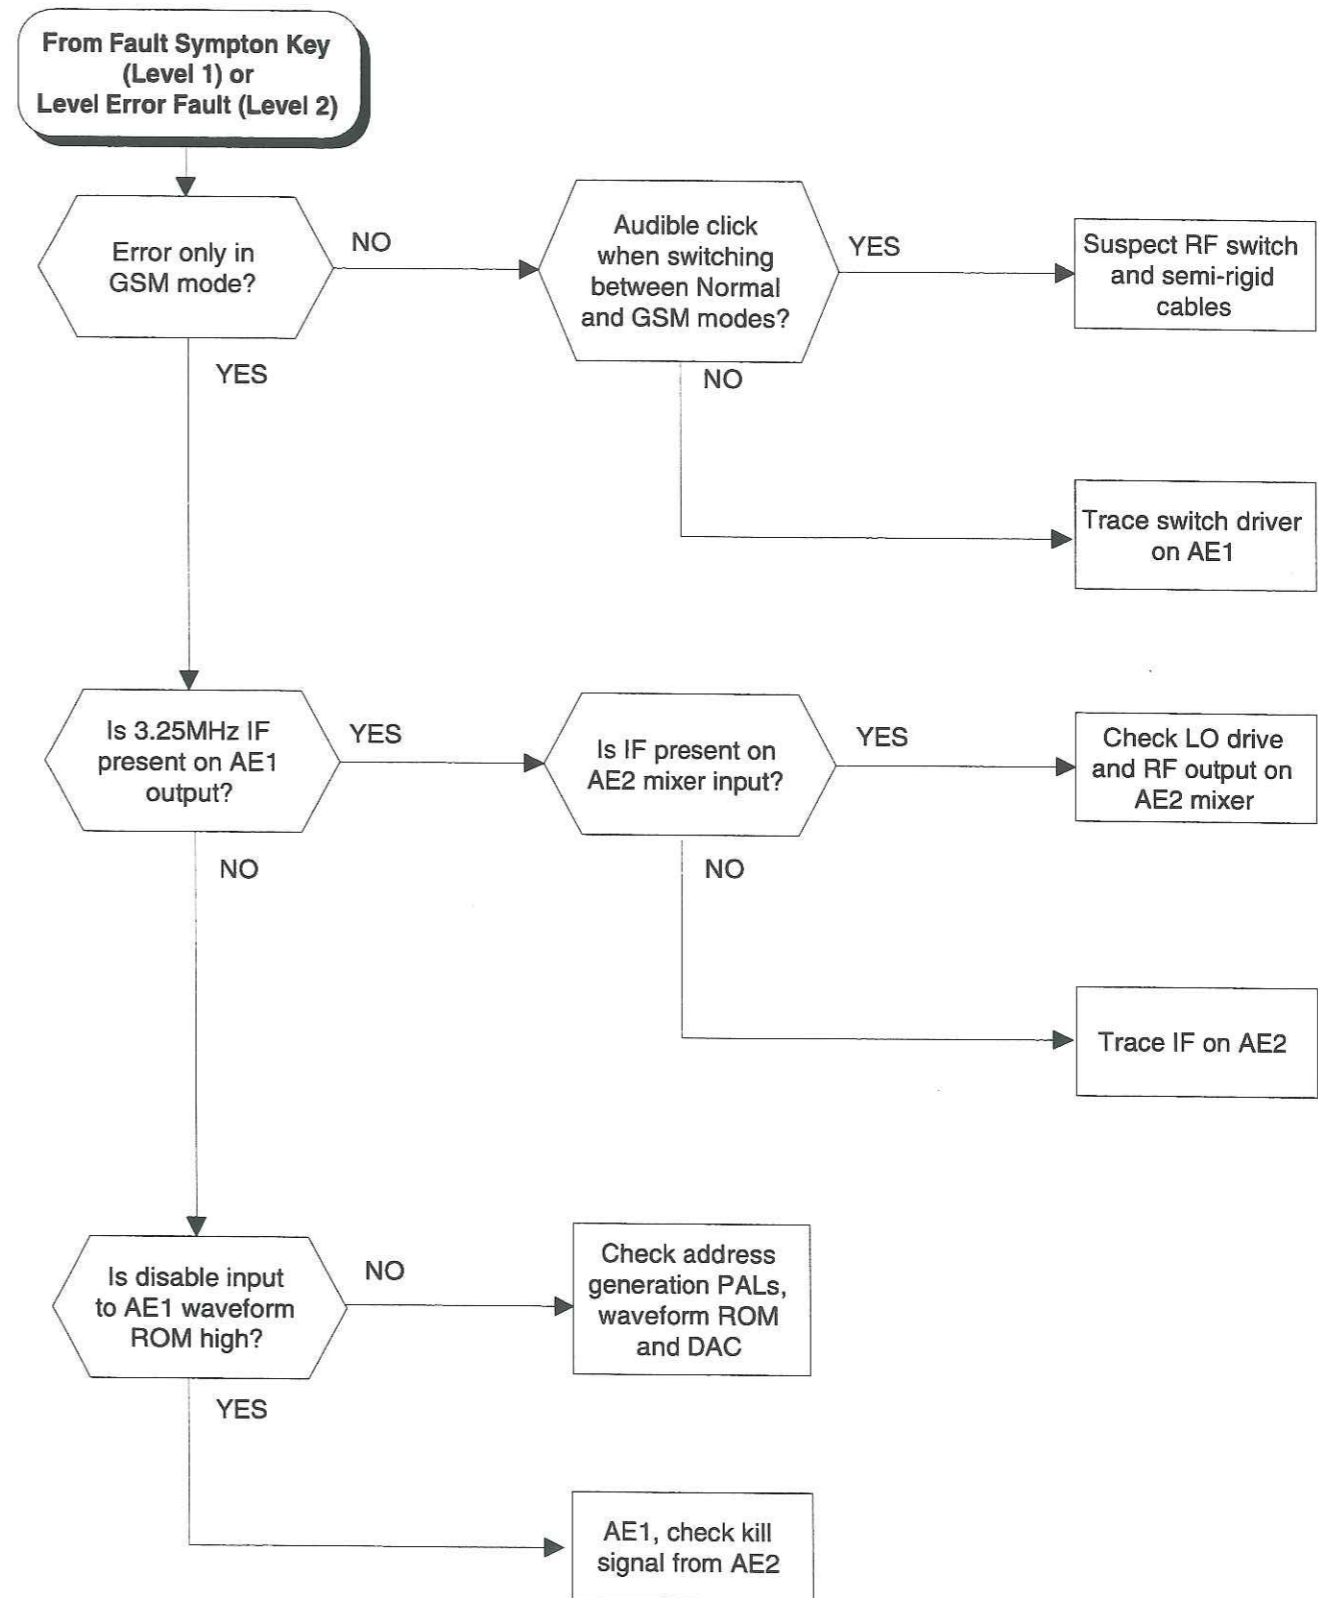 From Fault Sympton Key
(Level 1) or
Level Error Fault (Level 2)
Error only in
GSM mode?
NO
Audible click
when switching
between Normal
and GSM modes?
YES
Suspect RF switch
and semi-rigid
cables
YES
NO
Trace switch driver
on AE1
Is 3.25MHz IF
present on AE1
output?
YES
Is IF present on
AE2 mixer input?
YES
Check LO drive
and RF output on
AE2 mixer
NO
NO
Trace IF on AE2
Is disable input
to AE1 waveform
ROM high?
NO
Check address
generation PALs,
waveform ROM
and DAC
YES
AE1, check kill
signal from AE2